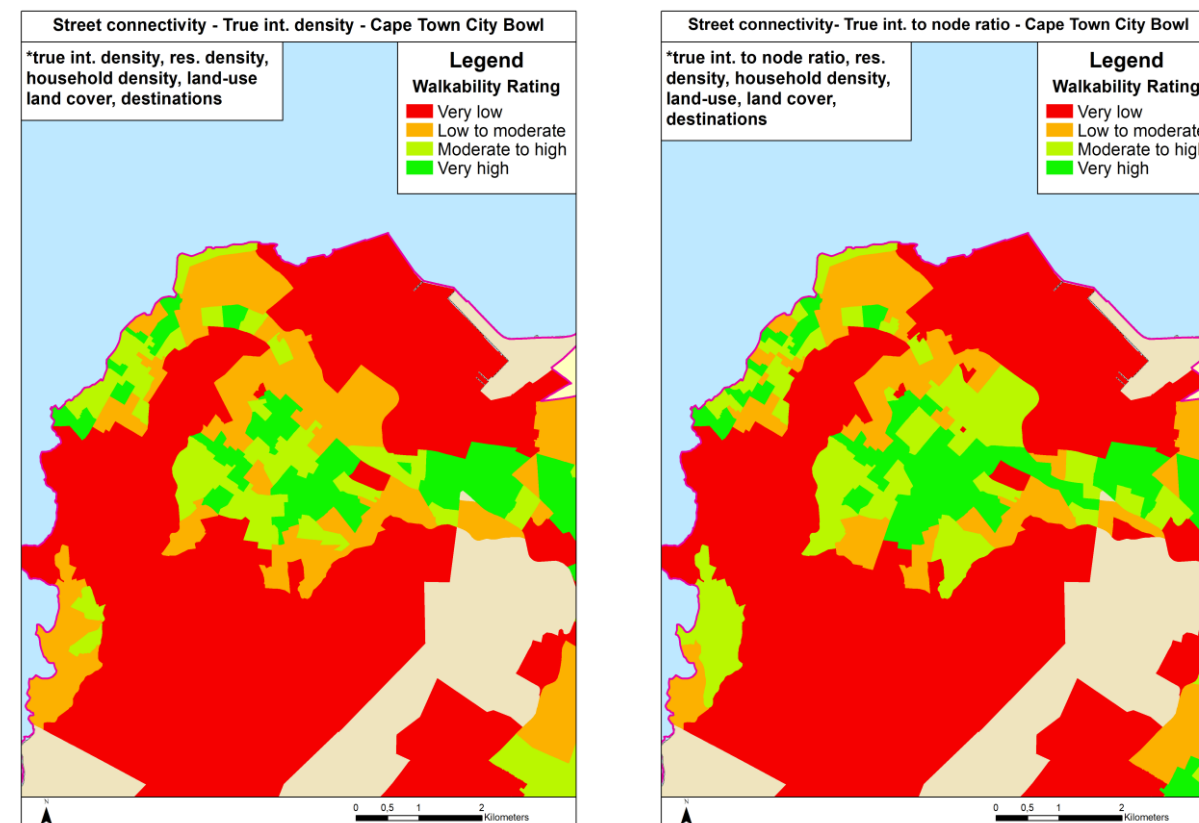 Street connectivity - True int. density - Cape Town City Bowl
*true int. density, res. density,
household density, land-use
land cover, destinations
Legend
Walkability Rating
Very low
Low to moderate
Moderate to high
Very high
N
0 0,5 1 2
Kilometers
Street connectivity- True int. to node ratio - Cape Town City Bowl
*true int. to node ratio, res.
density, household density,
land-use, land cover,
destinations
Legend
Walkability Rating
Very low
Low to moderate
Moderate to high
Very high
N
0 0,5 1 2
Kilometers